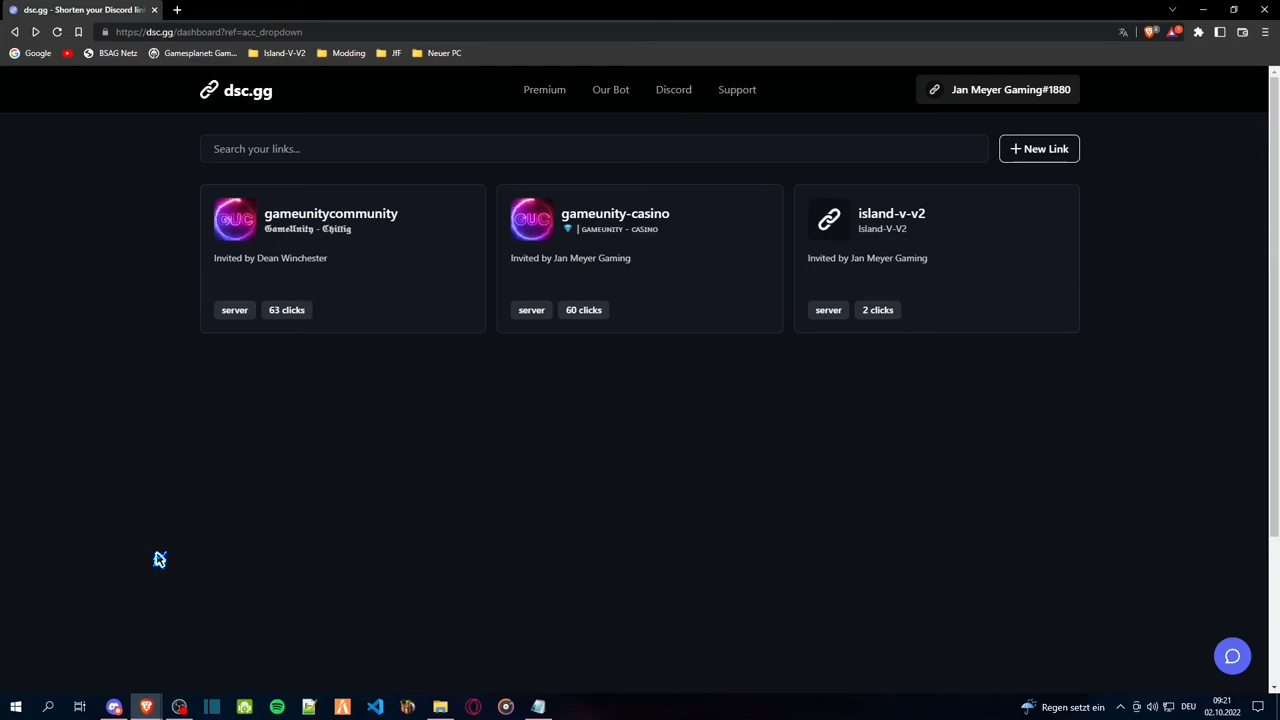 dsc.gg - Shorten your Discord lin
https://dsc.gg/dashboard?ref=acc_dropdown
Google
BSAG Netz
Gamesplanet: Gam...
Island-V-V2
Modding
JfF
Neuer PC
dsc.gg
Premium
Our Bot
Discord
Support
Jan Meyer Gaming#1880
Search your links...
+ New Link
GUC
gameunitycommunity
𝕲𝖆𝖒𝖊𝖀𝖓𝖎𝖙𝖞 - 𝕮𝖍𝖎𝖑𝖑𝖎𝖌
Invited by Dean Winchester
server
63 clicks
GUC
gameunity-casino
💎 | ɢᴀᴍᴇᴜɴɪᴛʏ - ᴄᴀsɪɴᴏ
Invited by Jan Meyer Gaming
server
60 clicks
island-v-v2
Island-V-V2
Invited by Jan Meyer Gaming
server
2 clicks
Regen setzt ein
DEU
09:21
02.10.2022